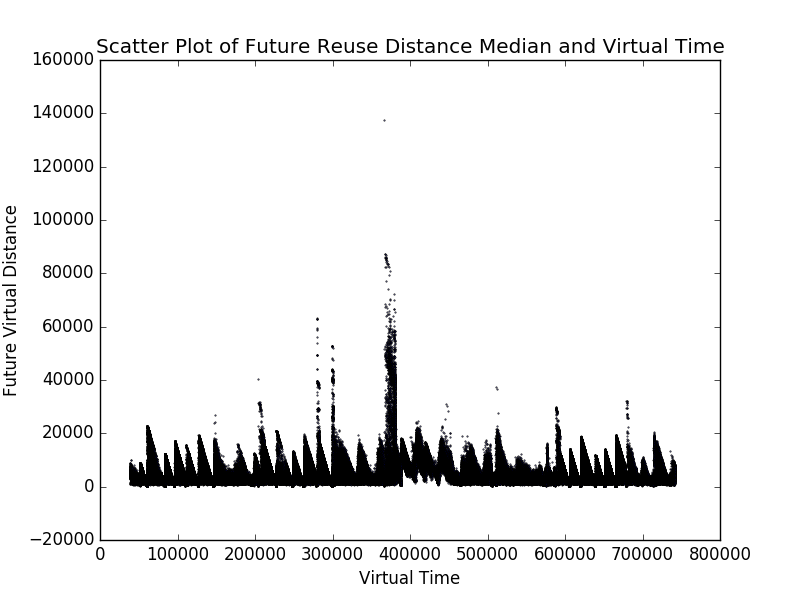 Scatter Plot of Future Reuse Distance Median and Virtual Time
160000
140000
120000
100000
80000
60000
40000
20000
0
−20000
Future Virtual Distance
0 100000 200000 300000 400000 500000 600000 700000 800000
Virtual Time